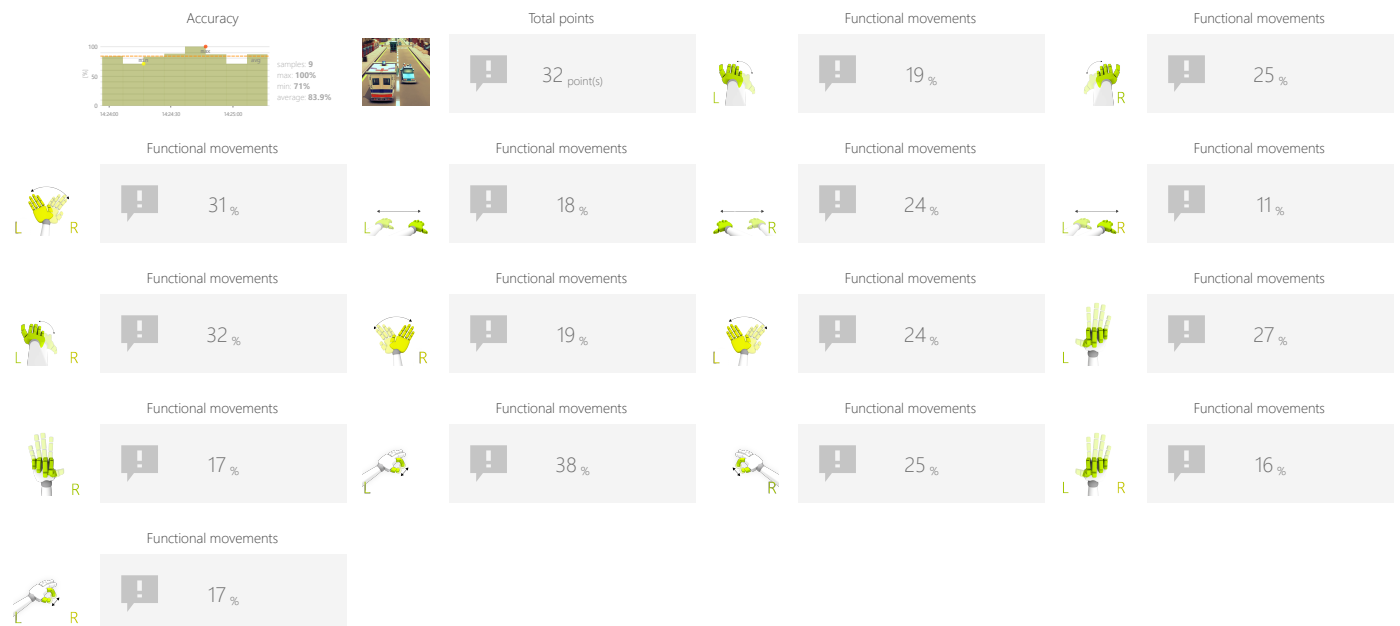 Accuracy
100
max
min
avg
50
[%]
0
14:24:00
14:24:30
14:25:00
samples: 9
max: 100%
min: 71%
average: 83.9%
Total points
32 point(s)
Functional movements
L
19 %
Functional movements
R
25 %
Functional movements
L R
31 %
Functional movements
L
18 %
Functional movements
R
24 %
Functional movements
L R
11 %
Functional movements
L R
32 %
Functional movements
R
19 %
Functional movements
L
24 %
Functional movements
L
27 %
Functional movements
R
17 %
Functional movements
L
38 %
Functional movements
R
25 %
Functional movements
L R
16 %
Functional movements
L R
17 %